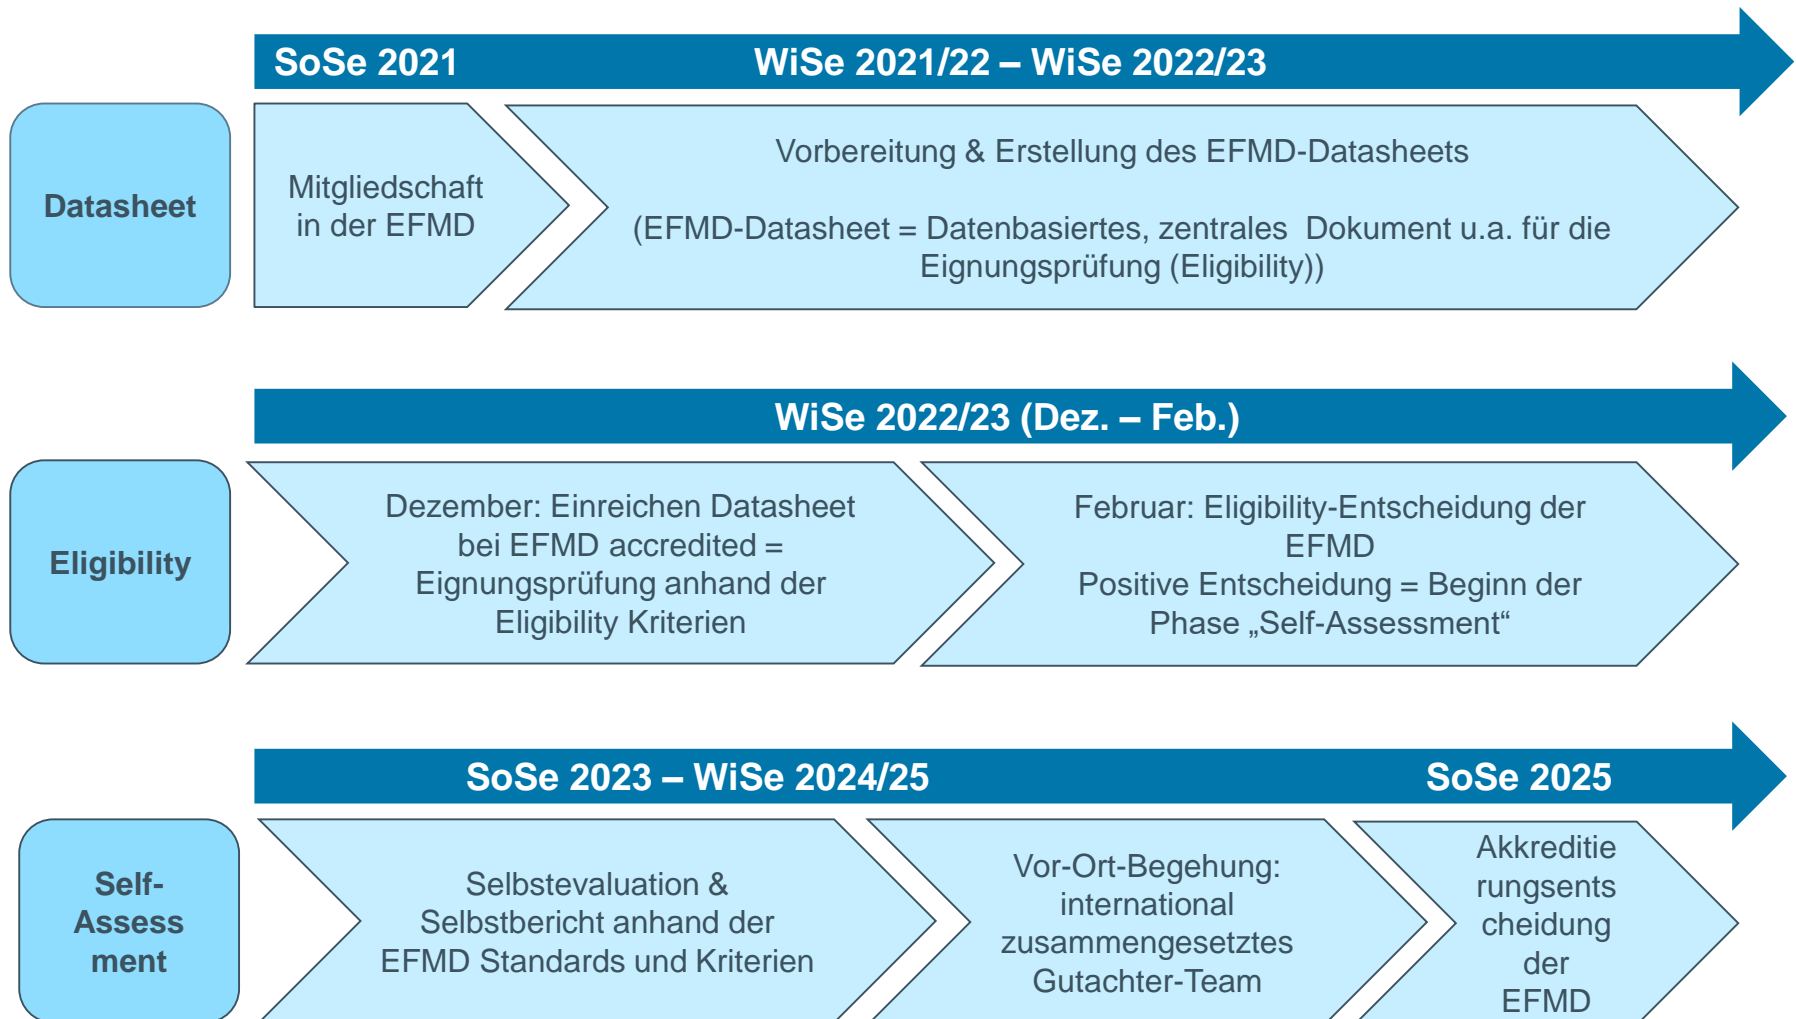 SoSe 2021
WiSe 2021/22 – WiSe 2022/23
Datasheet
Mitgliedschaft
in der EFMD
Vorbereitung & Erstellung des EFMD-Datasheets
(EFMD-Datasheet = Datenbasiertes, zentrales  Dokument u.a. für die
Eignungsprüfung (Eligibility))
WiSe 2022/23 (Dez. – Feb.)
Eligibility
Dezember: Einreichen Datasheet
bei EFMD accredited =
Eignungsprüfung anhand der
Eligibility Kriterien
Februar: Eligibility-Entscheidung der
EFMD
Positive Entscheidung = Beginn der
Phase „Self-Assessment“
SoSe 2023 – WiSe 2024/25
SoSe 2025
Self-
Assess
ment
Selbstevaluation &
Selbstbericht anhand der
EFMD Standards und Kriterien
Vor-Ort-Begehung:
international
zusammengesetztes
Gutachter-Team
Akkreditie
rungsents
cheidung
der
EFMD